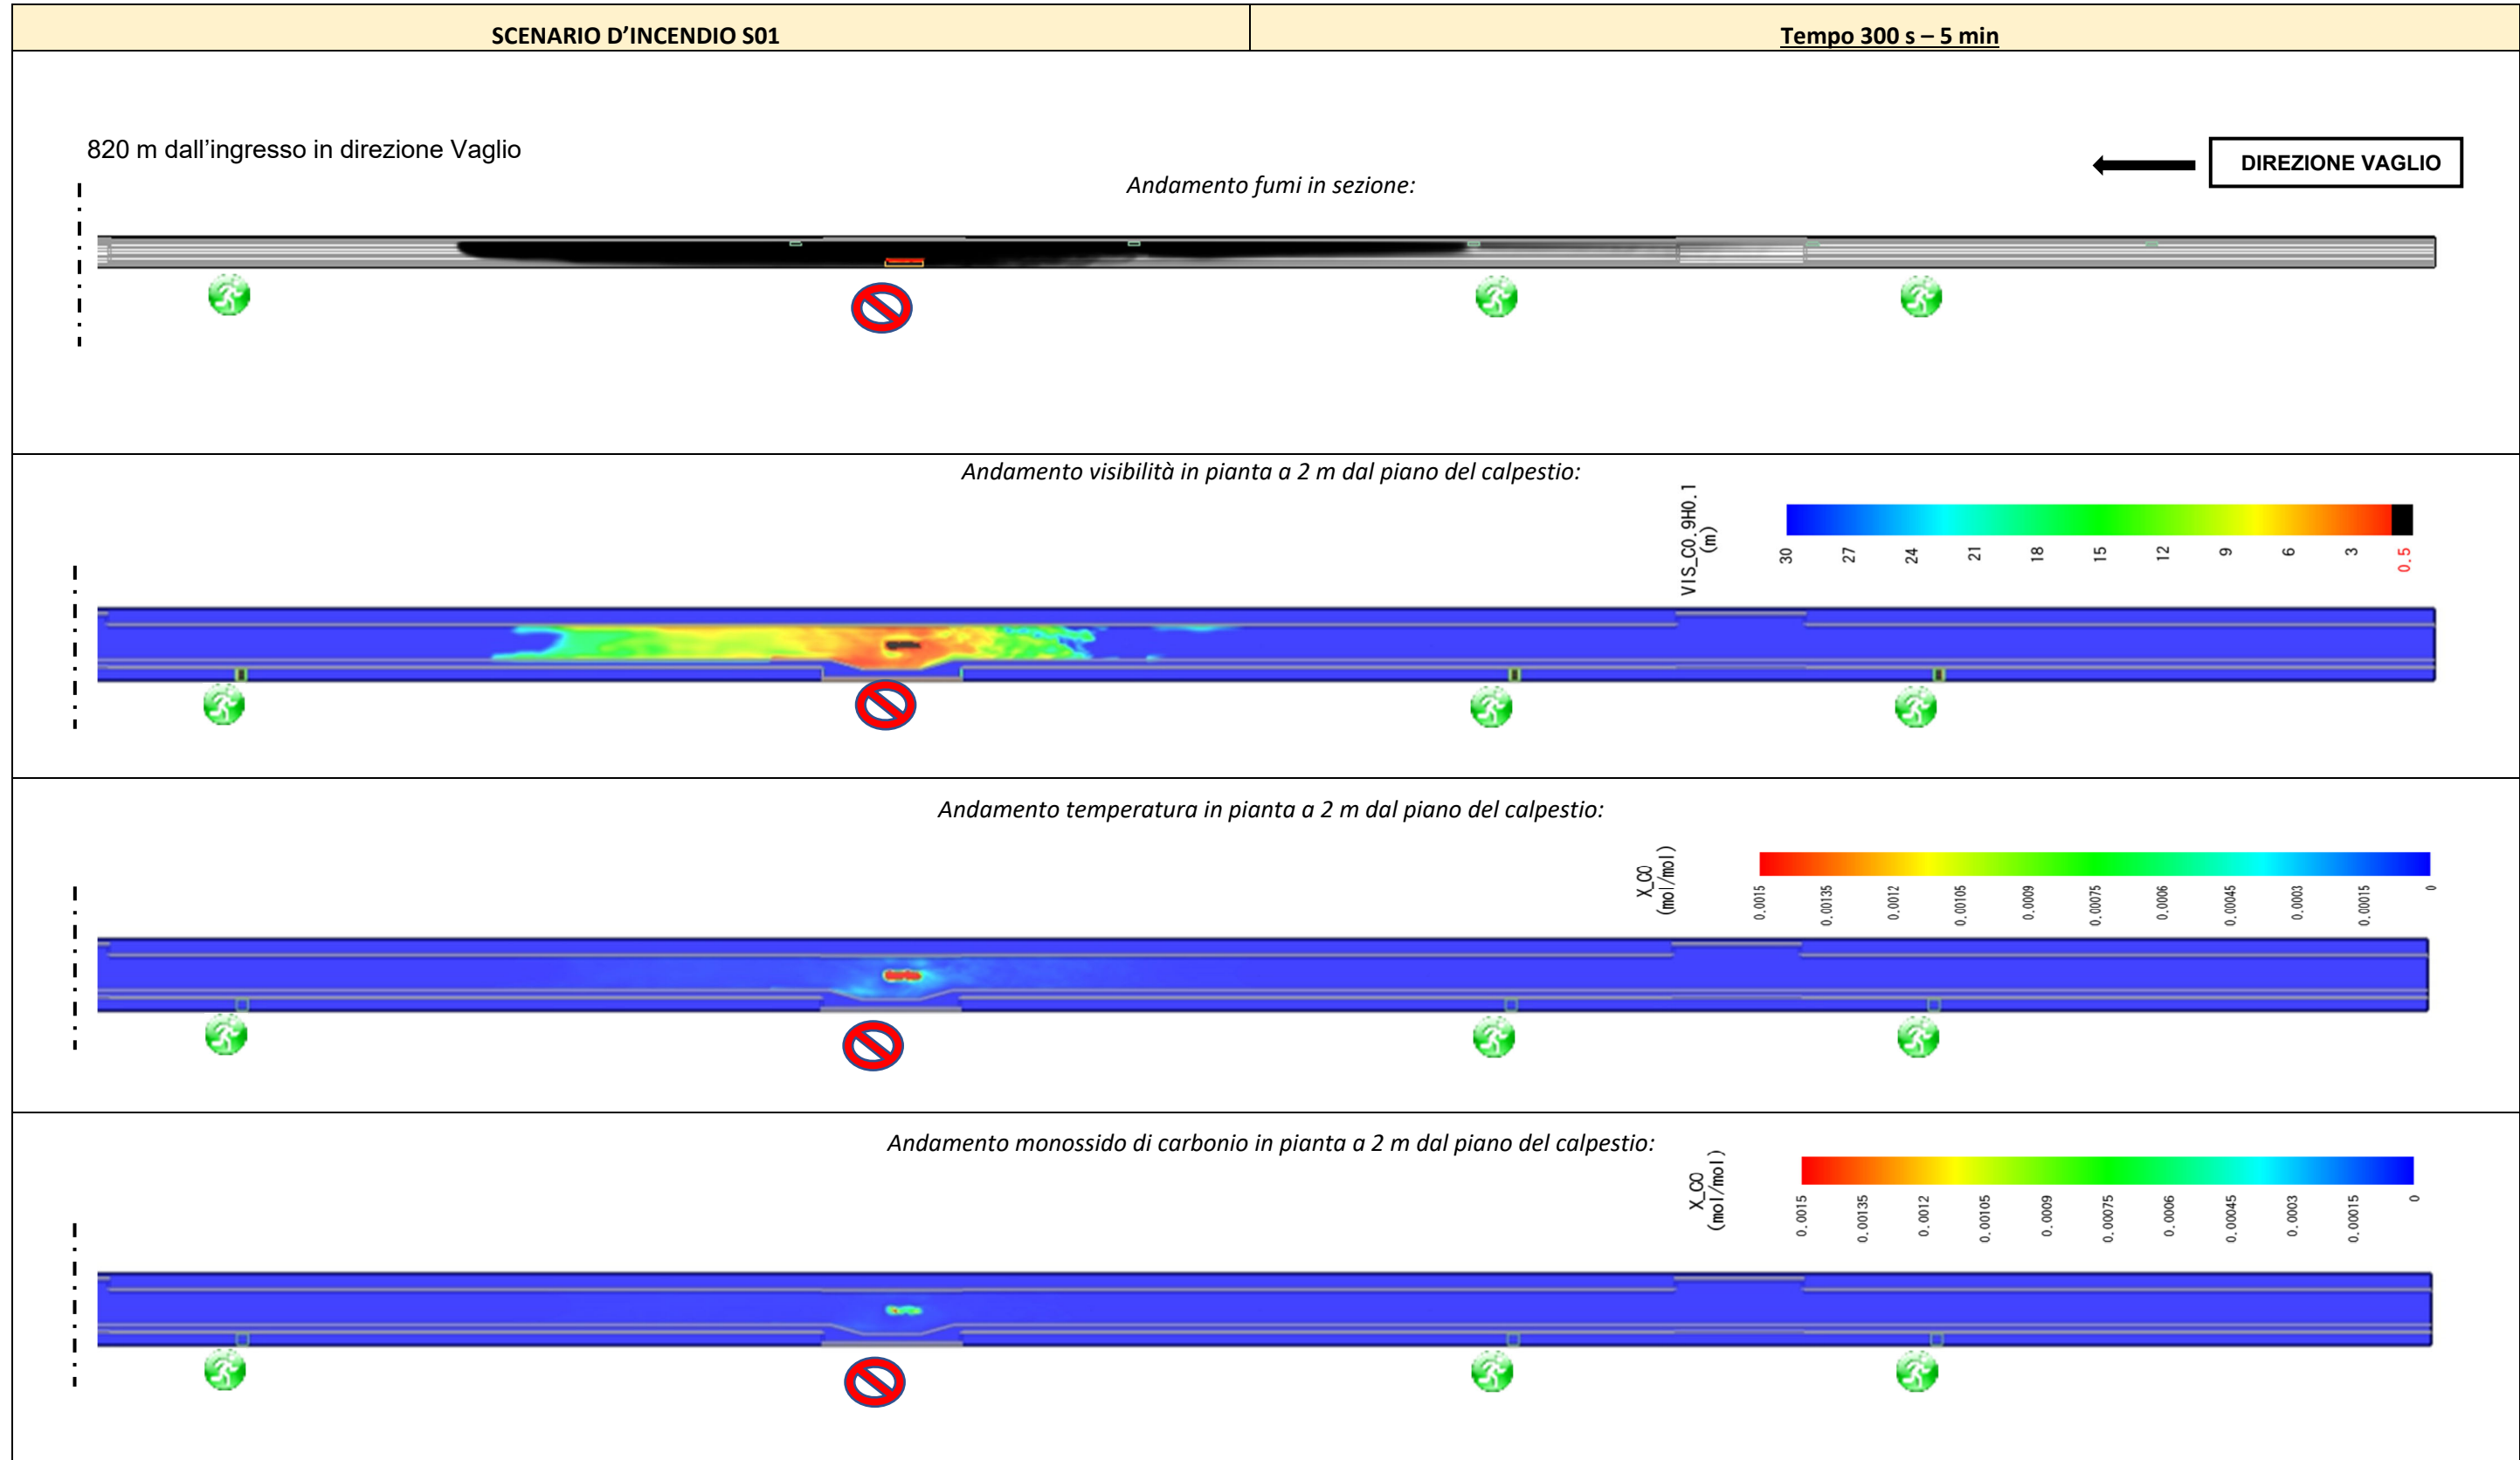 SCENARIO D'INCENDIO S01
Tempo 300 s – 5 min
820 m dall'ingresso in direzione Vaglio
DIREZIONE VAGLIO
Andamento fumi in sezione:
Andamento visibilità in pianta a 2 m dal piano del calpestio:
VIS_C0.9H0.1
(m)
30 27 24 21 18 15 12 9 6 3 0.5
Andamento temperatura in pianta a 2 m dal piano del calpestio:
X_CO
(mol/mol)
0.0015 0.00135 0.0012 0.00105 0.0009 0.00075 0.0006 0.00045 0.0003 0.00015 0
Andamento monossido di carbonio in pianta a 2 m dal piano del calpestio:
X_CO
(mol/mol)
0.0015 0.00135 0.0012 0.00105 0.0009 0.00075 0.0006 0.00045 0.0003 0.00015 0